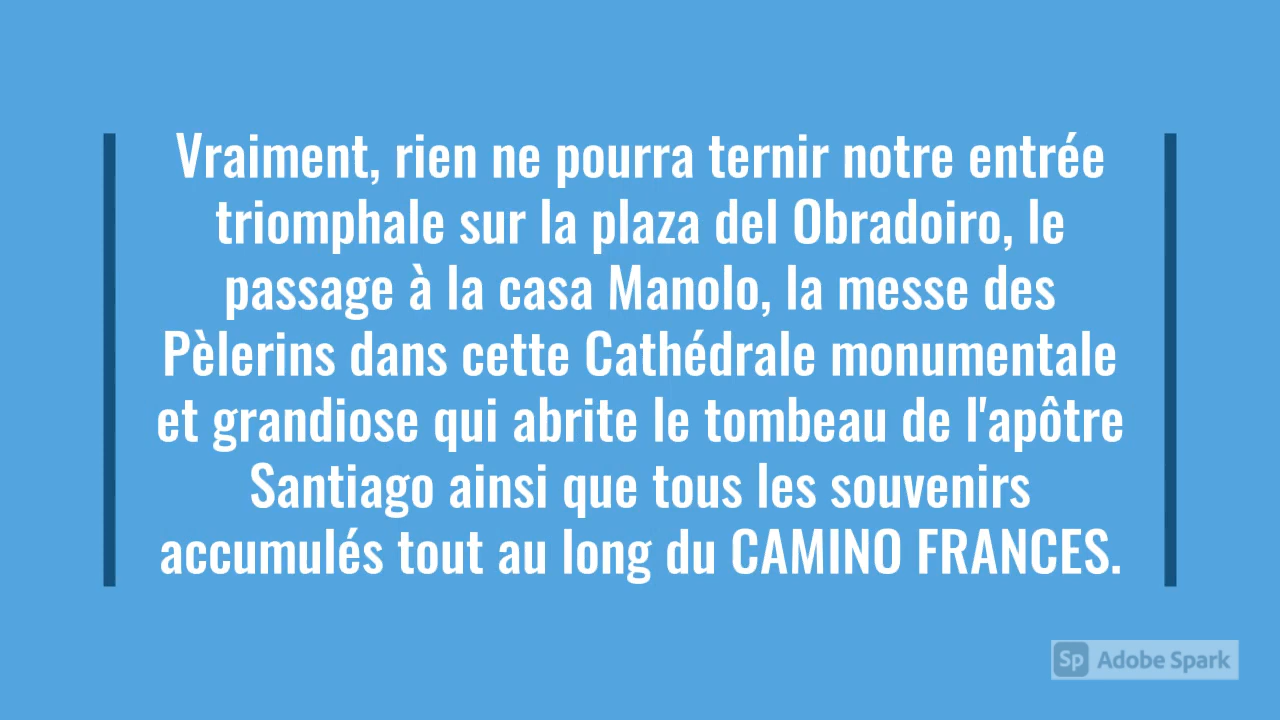 Vraiment, rien ne pourra ternir notre entrée
triomphale sur la plaza del Obradoiro, le
passage à la casa Manolo, la messe des
Pèlerins dans cette Cathédrale monumentale
et grandiose qui abrite le tombeau de l'apôtre
Santiago ainsi que tous les souvenirs
accumulés tout au long du CAMINO FRANCES.
Sp Adobe Spark